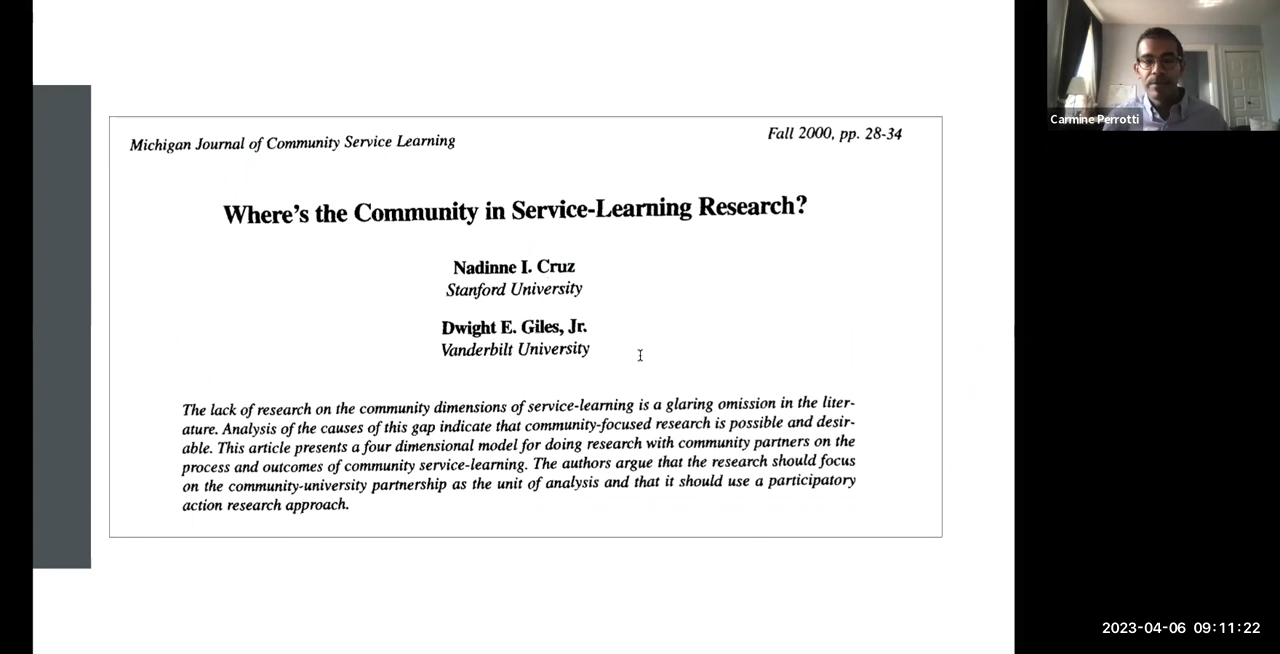 Michigan Journal of Community Service Learning
Fall 2000, pp. 28-34
Where's the Community in Service-Learning Research?
Nadinne I. Cruz
Stanford University
Dwight E. Giles, Jr.
Vanderbilt University
The lack of research on the community dimensions of service-learning is a glaring omission in the liter-
ature. Analysis of the causes of this gap indicate that community-focused research is possible and desir-
able. This article presents a four dimensional model for doing research with community partners on the
process and outcomes of community service-learning. The authors argue that the research should focus
on the community-university partnership as the unit of analysis and that it should use a participatory
action research approach.
Carmine Perrotti
2023-04-06 09:11:22